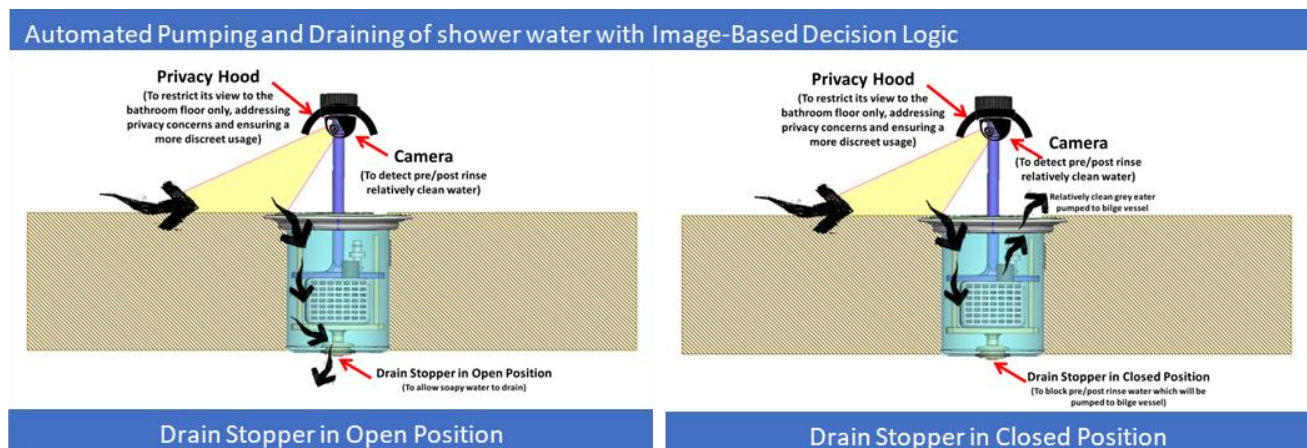 Automated Pumping and Draining of shower water with Image-Based Decision Logic
Privacy Hood
(To restrict its view to the
bathroom floor only, addressing
privacy concerns and ensuring a
more discreet usage)
Camera
(To detect pre/post rinse
relatively clean water)
Drain Stopper in Open Position
(To allow soapy water to drain)
Drain Stopper in Open Position
Privacy Hood
(To restrict its view to the
bathroom floor only, addressing
privacy concerns and ensuring a
more discreet usage)
Camera
(To detect pre/post rinse
relatively clean water)
Relatively clean grey eater
pumped to bilge vessel
Drain Stopper in Closed Position
(To block pre/post rinse water which will be
pumped to bilge vessel)
Drain Stopper in Closed Position